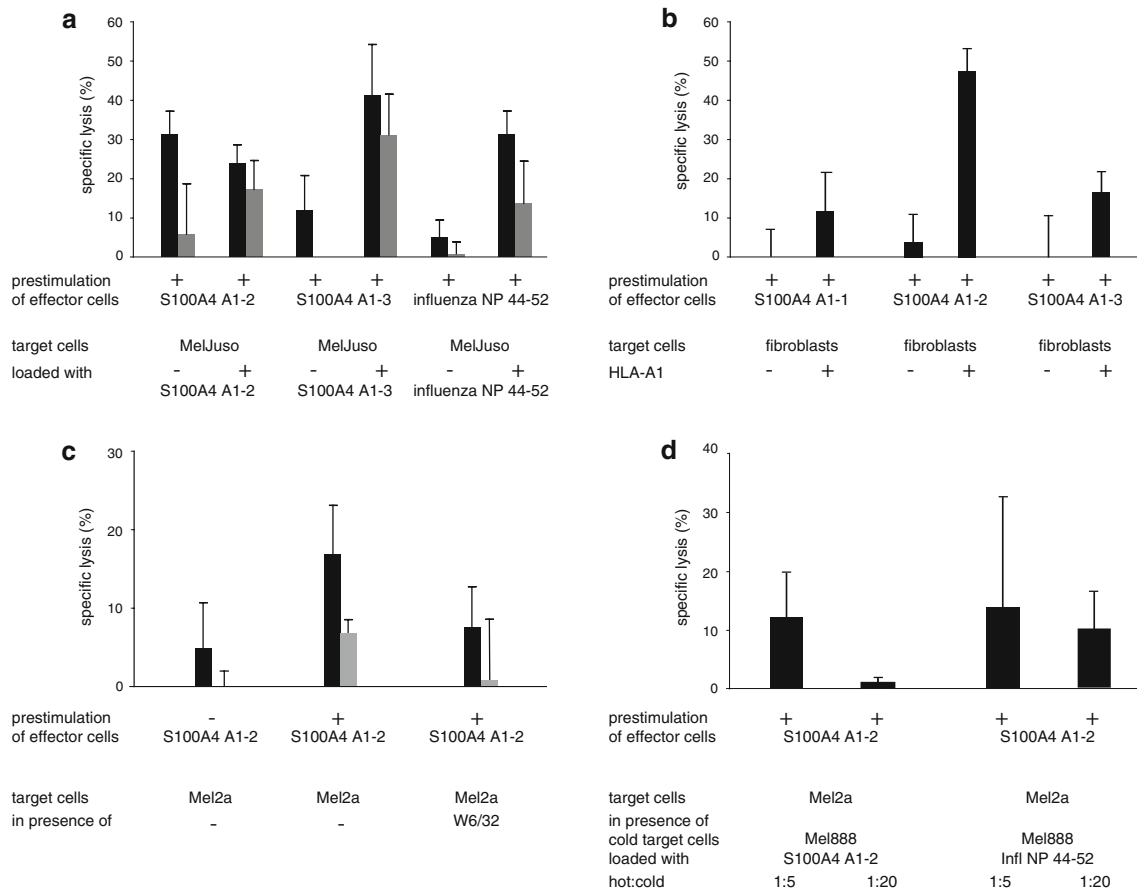 a
60
50
40
30
20
10
0
specific lysis (%)
prestimulation + + + + + +
of effector cells S100A4 A1-2 S100A4 A1-3 influenza NP 44-52
target cells MelJuso MelJuso MelJuso
loaded with - + - + - +
S100A4 A1-2 S100A4 A1-3 influenza NP 44-52
b
60
50
40
30
20
10
0
specific lysis (%)
prestimulation + + + + + +
of effector cells S100A4 A1-1 S100A4 A1-2 S100A4 A1-3
target cells fibroblasts fibroblasts fibroblasts
HLA-A1 - + - + - +
c
30
20
10
0
specific lysis (%)
prestimulation - + +
of effector cells S100A4 A1-2 S100A4 A1-2 S100A4 A1-2
target cells Mel2a Mel2a Mel2a
in presence of - - W6/32
d
40
30
20
10
0
specific lysis (%)
prestimulation + + + +
of effector cells S100A4 A1-2 S100A4 A1-2
target cells Mel2a Mel2a
in presence of
cold target cells Mel888 Mel888
loaded with S100A4 A1-2 Infl NP 44-52
hot:cold 1:5 1:20 1:5 1:20